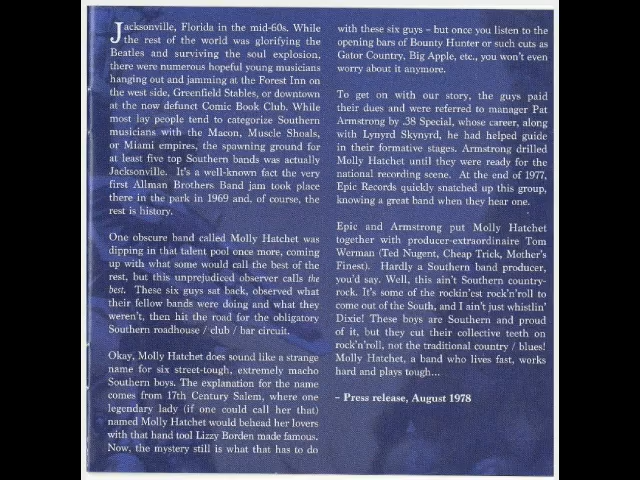 Jacksonville, Florida in the mid-60s. While
the rest of the world was glorifying the
Beatles and surviving the soul explosion,
there were numerous hopeful young musicians
hanging out and jamming at the Forest Inn on
the west side, Greenfield Stables, or downtown
at the now defunct Comic Book Club. While
most lay people tend to categorize Southern
musicians with the Macon, Muscle Shoals,
or Miami empires, the spawning ground for
at least five top Southern bands was actually
Jacksonville. It's a well-known fact the very
first Allman Brothers Band jam took place
there in the park in 1969 and, of course, the
rest is history.
One obscure band called Molly Hatchet was
dipping in that talent pool once more, coming
up with what some would call the best of the
rest, but this unprejudiced observer calls the
best. These six guys sat back, observed what
their fellow bands were doing and what they
weren't, then hit the road for the obligatory
Southern roadhouse / club / bar circuit.
Okay, Molly Hatchet does sound like a strange
name for six street-tough, extremely macho
Southern boys. The explanation for the name
comes from 17th Century Salem, where one
legendary lady (if one could call her that)
named Molly Hatchet would behead her lovers
with that hand tool Lizzy Borden made famous.
Now, the mystery still is what that has to do
with these six guys – but once you listen to the
opening bars of Bounty Hunter or such cuts as
Gator Country, Big Apple, etc., you won't even
worry about it anymore.
To get on with our story, the guys paid
their dues and were referred to manager Pat
Armstrong by .38 Special, whose career, along
with Lynyrd Skynyrd, he had helped guide
in their formative stages. Armstrong drilled
Molly Hatchet until they were ready for the
national recording scene. At the end of 1977,
Epic Records quickly snatched up this group,
knowing a great band when they hear one.
Epic and Armstrong put Molly Hatchet
together with producer-extraordinaire Tom
Werman (Ted Nugent, Cheap Trick, Mother's
Finest). Hardly a Southern band producer,
you'd say. Well, this ain't Southern country-
rock. It's some of the rockin'est rock'n'roll to
come out of the South, and I ain't just whistlin'
Dixie! These boys are Southern and proud
of it, but they cut their collective teeth on
rock'n'roll, not the traditional country / blues!
Molly Hatchet, a band who lives fast, works
hard and plays tough...
– Press release, August 1978